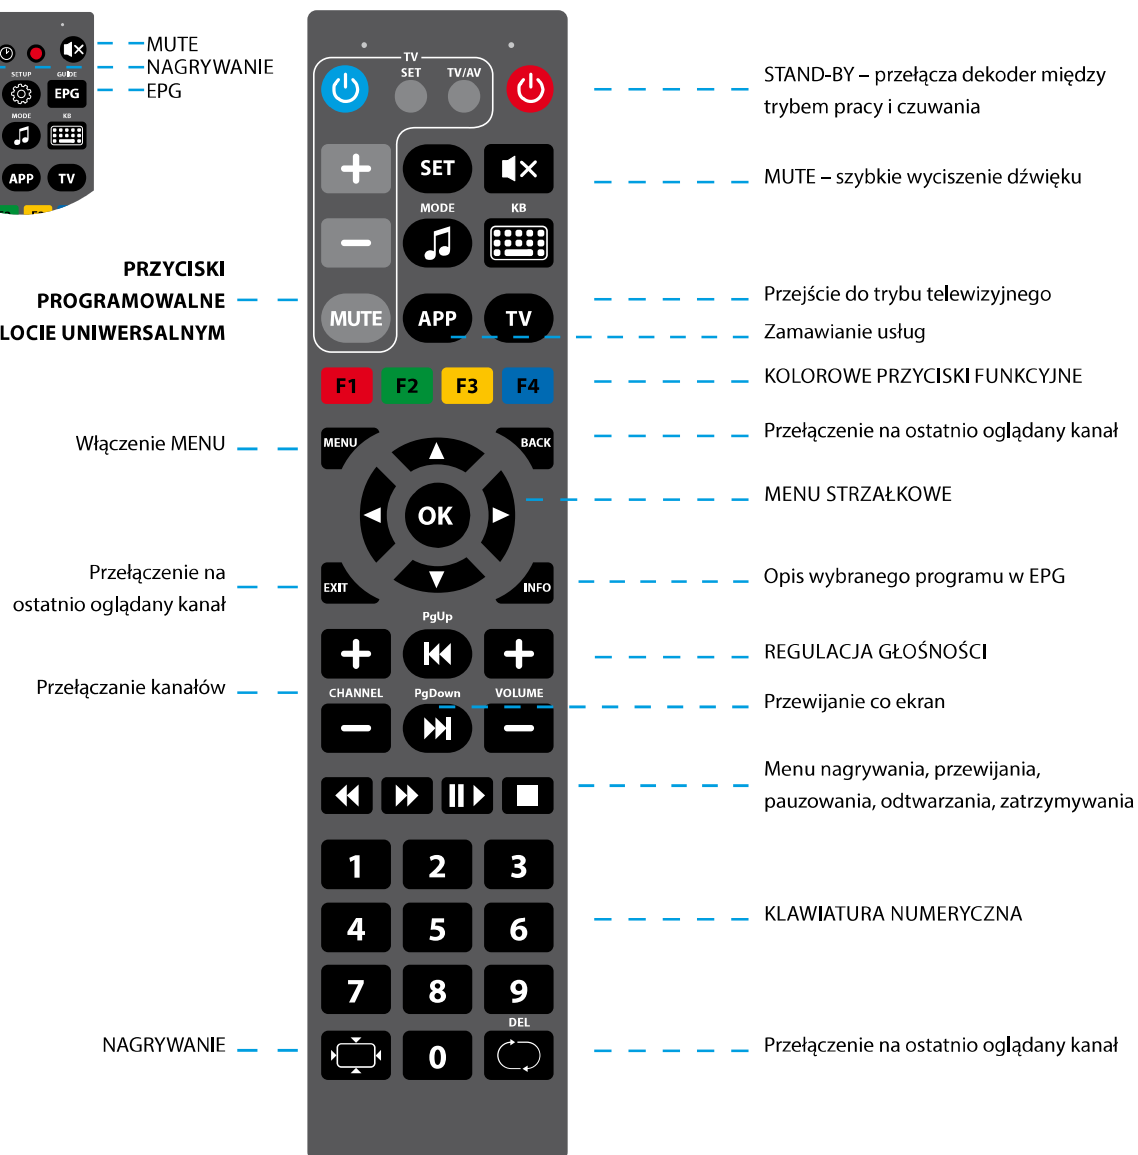 MUTE
NAGRYWANIE
EPG
SETUP
GUIDE
EPG
MODE
KB
APP
TV
TV
SET
TV/AV
STAND-BY – przełącza dekoder między
trybem pracy i czuwania
SET
MUTE – szybkie wyciszenie dźwięku
MODE
KB
PRZYCISKI
PROGRAMOWALNE
LOCIE UNIWERSALNYM
MUTE
APP
TV
Przejście do trybu telewizyjnego
Zamawianie usług
F1
F2
F3
F4
KOLOROWE PRZYCISKI FUNKCYJNE
Włączenie MENU
MENU
BACK
Przełączenie na ostatnio oglądany kanał
OK
MENU STRZAŁKOWE
Przełączenie na
ostatnio oglądany kanał
EXIT
INFO
Opis wybranego programu w EPG
PgUp
REGULACJA GŁOŚNOŚCI
Przełączanie kanałów
CHANNEL
PgDown
VOLUME
Przewijanie co ekran
Menu nagrywania, przewijania,
pauzowania, odtwarzania, zatrzymywania
1
2
3
4
5
6
KLAWIATURA NUMERYCZNA
7
8
9
DEL
NAGRYWANIE
0
Przełączenie na ostatnio oglądany kanał